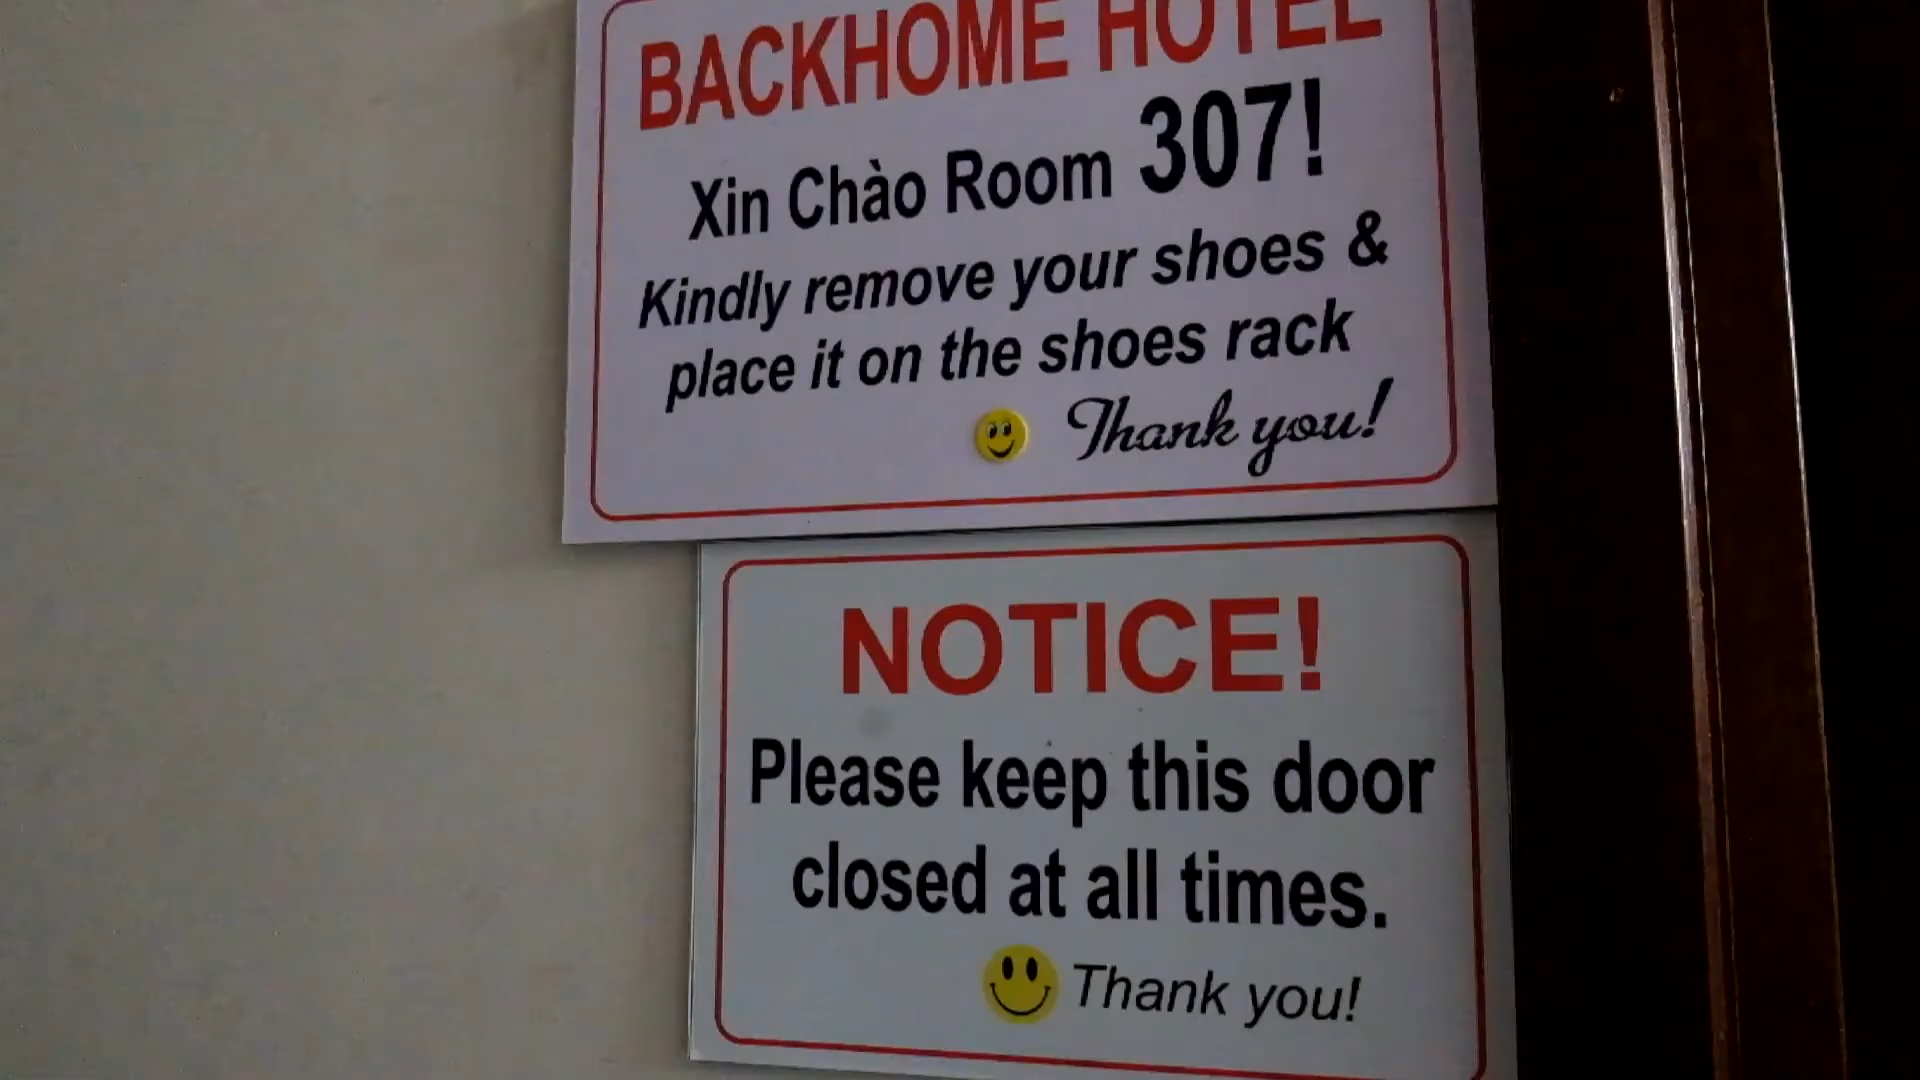 BACKHOME HOTEL
Xin Chào Room 307!
Kindly remove your shoes &
place it on the shoes rack
Thank you!
NOTICE!
Please keep this door
closed at all times.
Thank you!